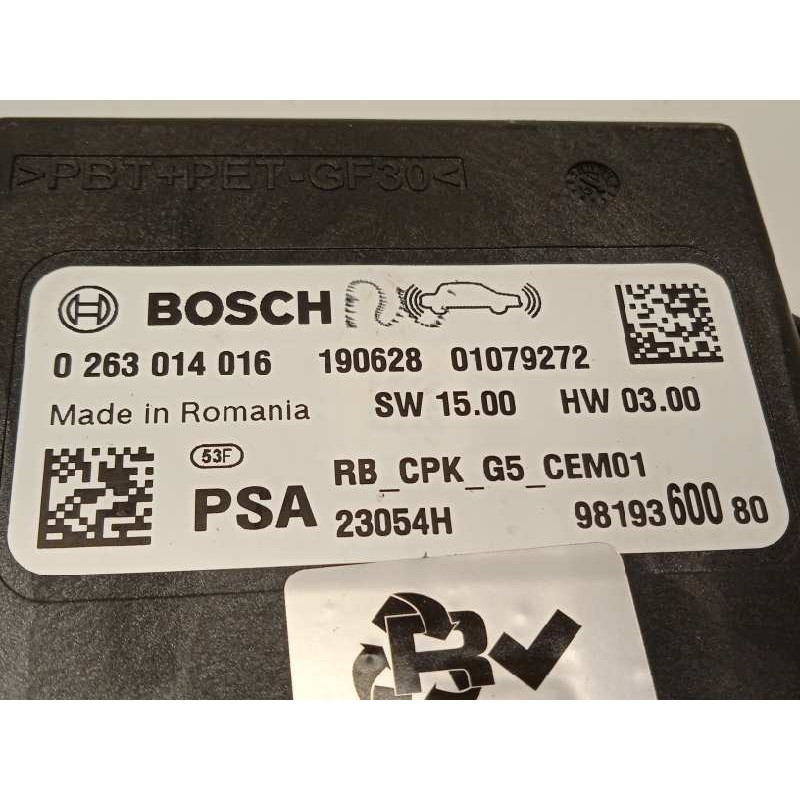 >PBT+PET-GF30<
BOSCH
0 263 014 016 190628 01079272
Made in Romania SW 15.00 HW 03.00
53F RB_CPK_G5_CEM01
PSA 23054H 98193600 80
R